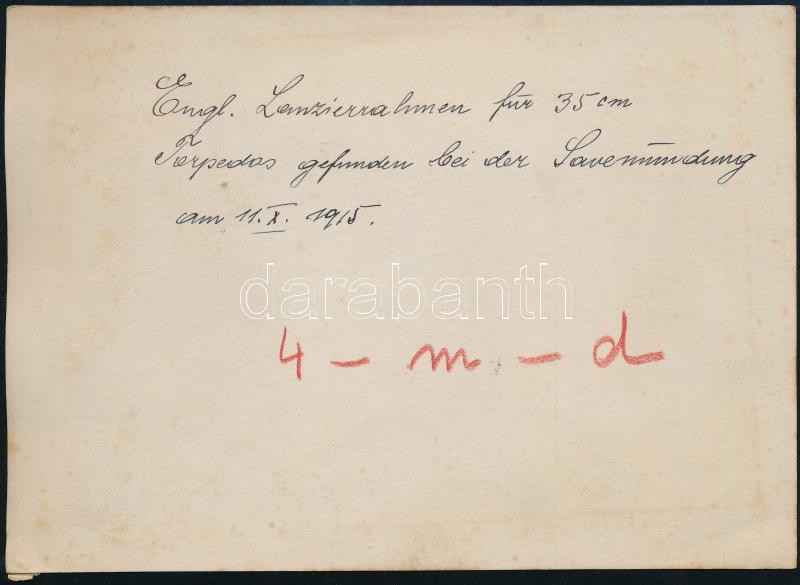 Engl. Lanzierrahmen für 35 cm
Torpedos gefunden bei der Savemündung
am 11.X. 1915.
darabanth
4 - m - d